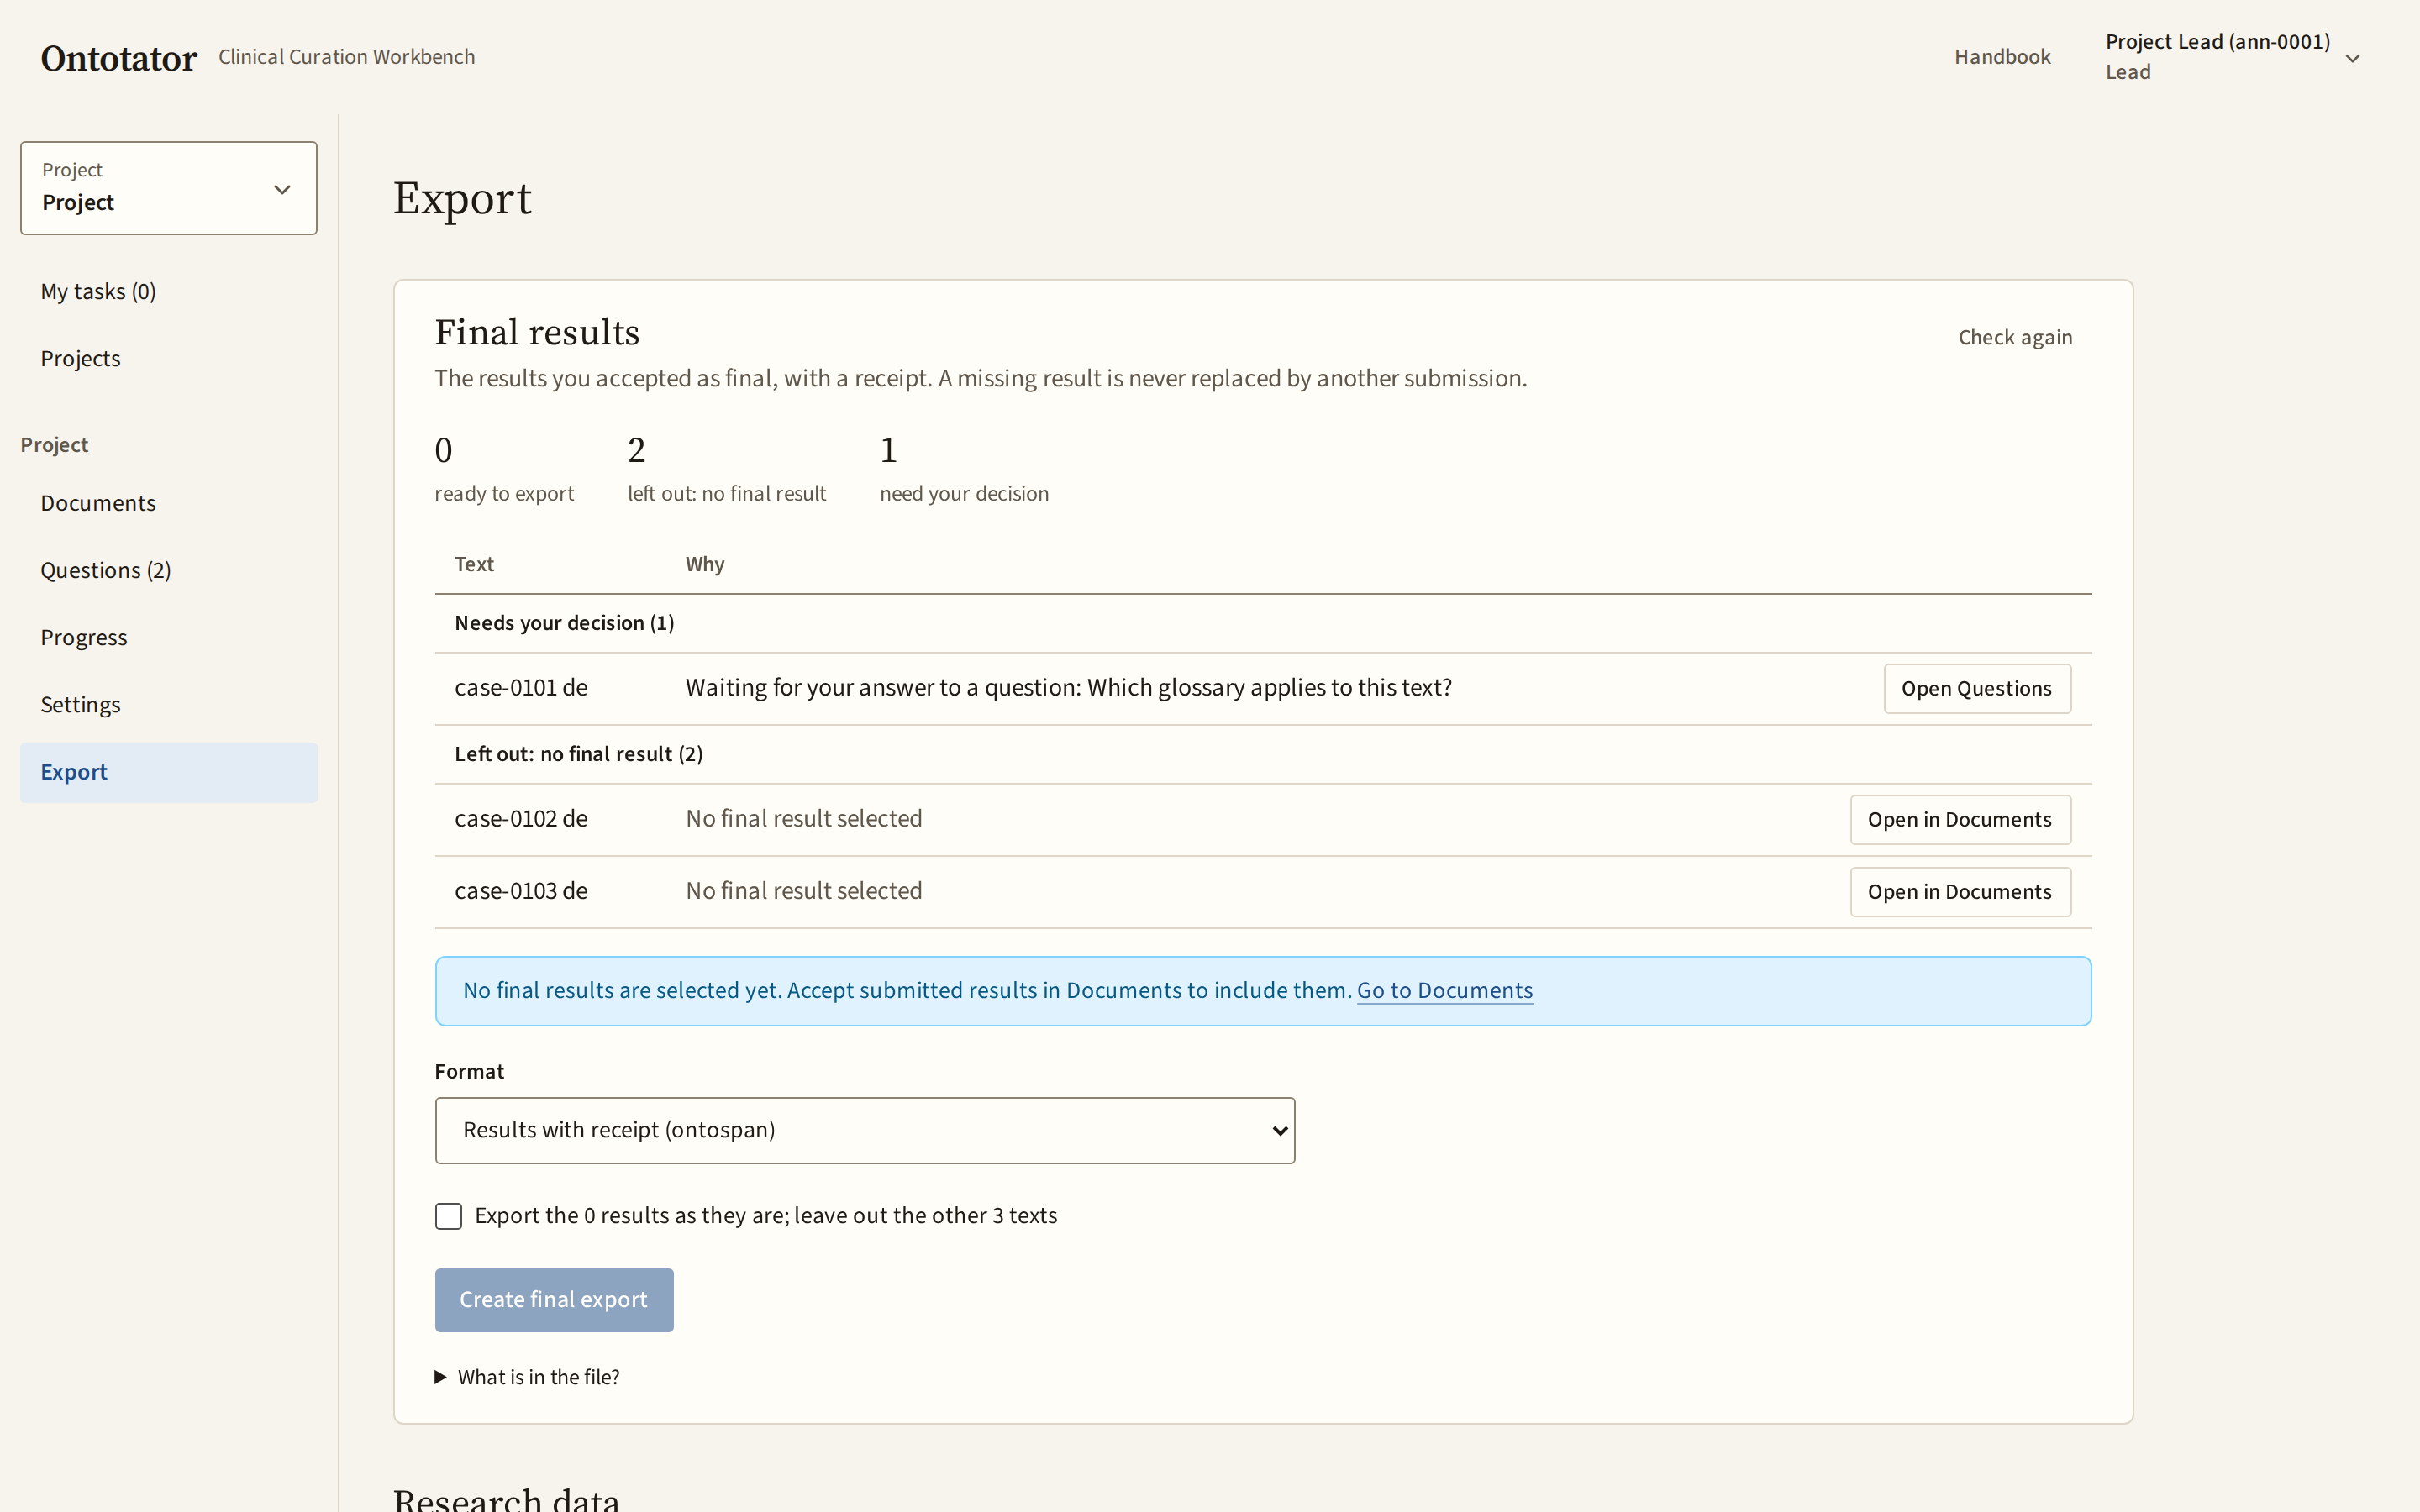 Ontotator
Clinical Curation Workbench
Handbook
Project Lead (ann-0001)
Lead
Project
Project
My tasks (0)
Projects
Project
Documents
Questions (2)
Progress
Settings
Export
Export
Final results
Check again
The results you accepted as final, with a receipt. A missing result is never replaced by another submission.
0
ready to export
2
left out: no final result
1
need your decision
Text Why
Needs your decision (1)
case-0101 de Waiting for your answer to a question: Which glossary applies to this text? Open Questions
Left out: no final result (2)
case-0102 de No final result selected Open in Documents
case-0103 de No final result selected Open in Documents
No final results are selected yet. Accept submitted results in Documents to include them. Go to Documents
Format
Results with receipt (ontospan)
Export the 0 results as they are; leave out the other 3 texts
Create final export
What is in the file?
Research data